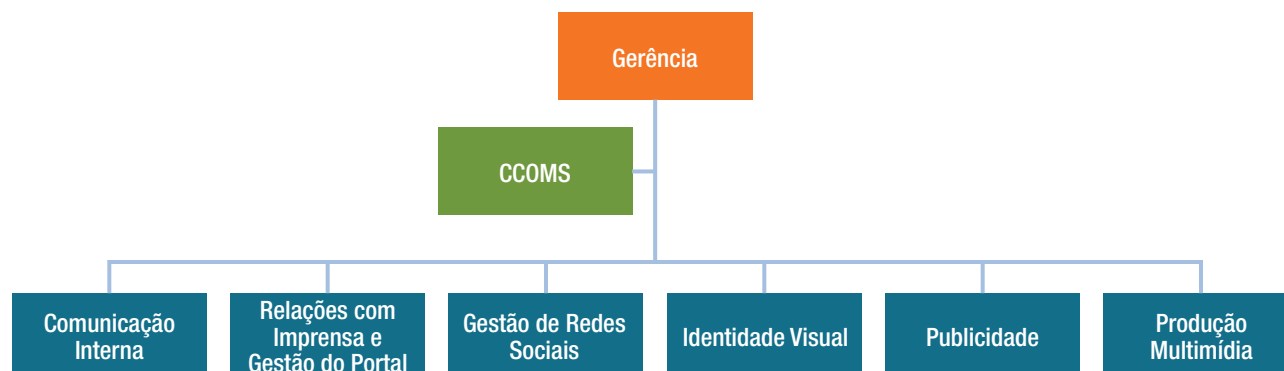 Gerência
CCOMS
Comunicação
Interna
Relações com
Imprensa e
Gestão do Portal
Gestão de Redes
Sociais
Identidade Visual
Publicidade
Produção
Multimídia